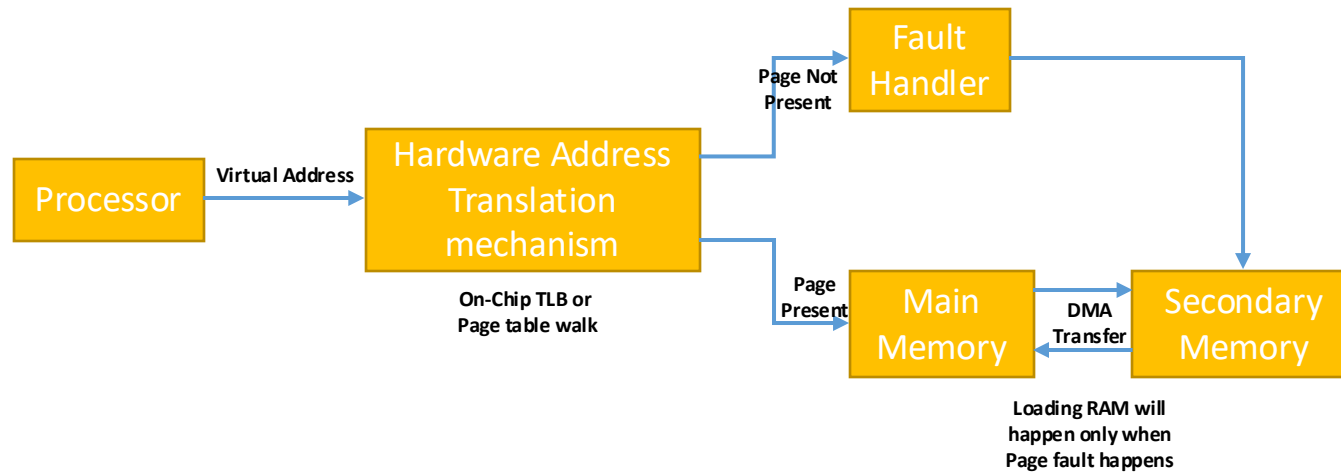 Fault
Handler
Page Not
Present
Hardware Address
Translation
mechanism
Virtual Address
Processor
On-Chip TLB or
Page table walk
Page
Present
Main
Memory
DMA
Transfer
Secondary
Memory
Loading RAM will
happen only when
Page fault happens